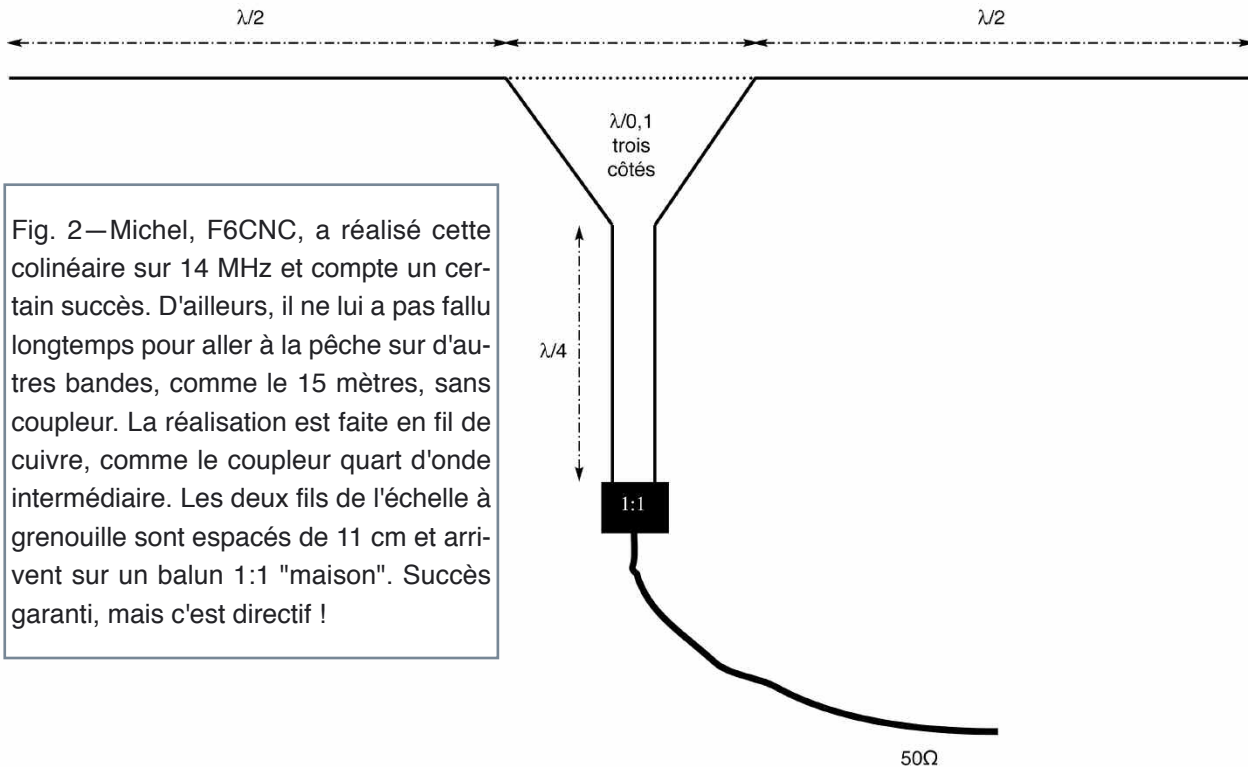 λ/2
λ/2
λ/0,1
trois
côtés
Fig. 2—Michel, F6CNC, a réalisé cette
colinéaire sur 14 MHz et compte un cer-
tain succès. D'ailleurs, il ne lui a pas fallu
longtemps pour aller à la pêche sur d'au-
tres bandes, comme le 15 mètres, sans
coupleur. La réalisation est faite en fil de
cuivre, comme le coupleur quart d'onde
intermédiaire. Les deux fils de l'échelle à
grenouille sont espacés de 11 cm et arri-
vent sur un balun 1:1 "maison". Succès
garanti, mais c'est directif !
λ/4
1:1
50Ω